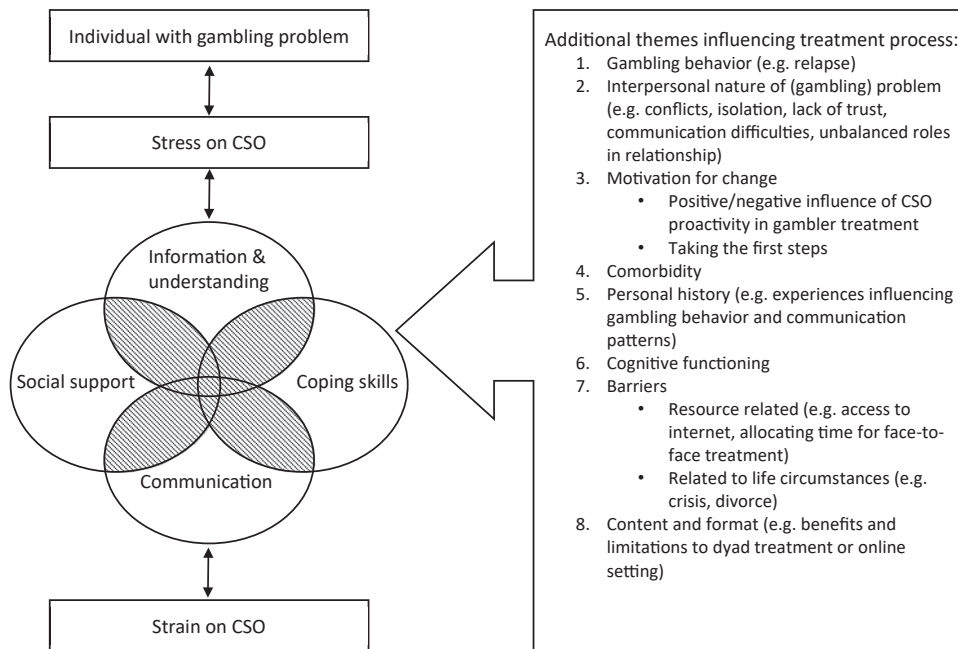 Individual with gambling problem
Stress on CSO
Information &
understanding
Social support
Coping skills
Communication
Strain on CSO
Additional themes influencing treatment process:
1. Gambling behavior (e.g. relapse)
2. Interpersonal nature of (gambling) problem
(e.g. conflicts, isolation, lack of trust,
communication difficulties, unbalanced roles
in relationship)
3. Motivation for change
• Positive/negative influence of CSO
proactivity in gambler treatment
• Taking the first steps
4. Comorbidity
5. Personal history (e.g. experiences influencing
gambling behavior and communication
patterns)
6. Cognitive functioning
7. Barriers
• Resource related (e.g. access to
internet, allocating time for face-to-
face treatment)
• Related to life circumstances (e.g.
crisis, divorce)
8. Content and format (e.g. benefits and
limitations to dyad treatment or online
setting)